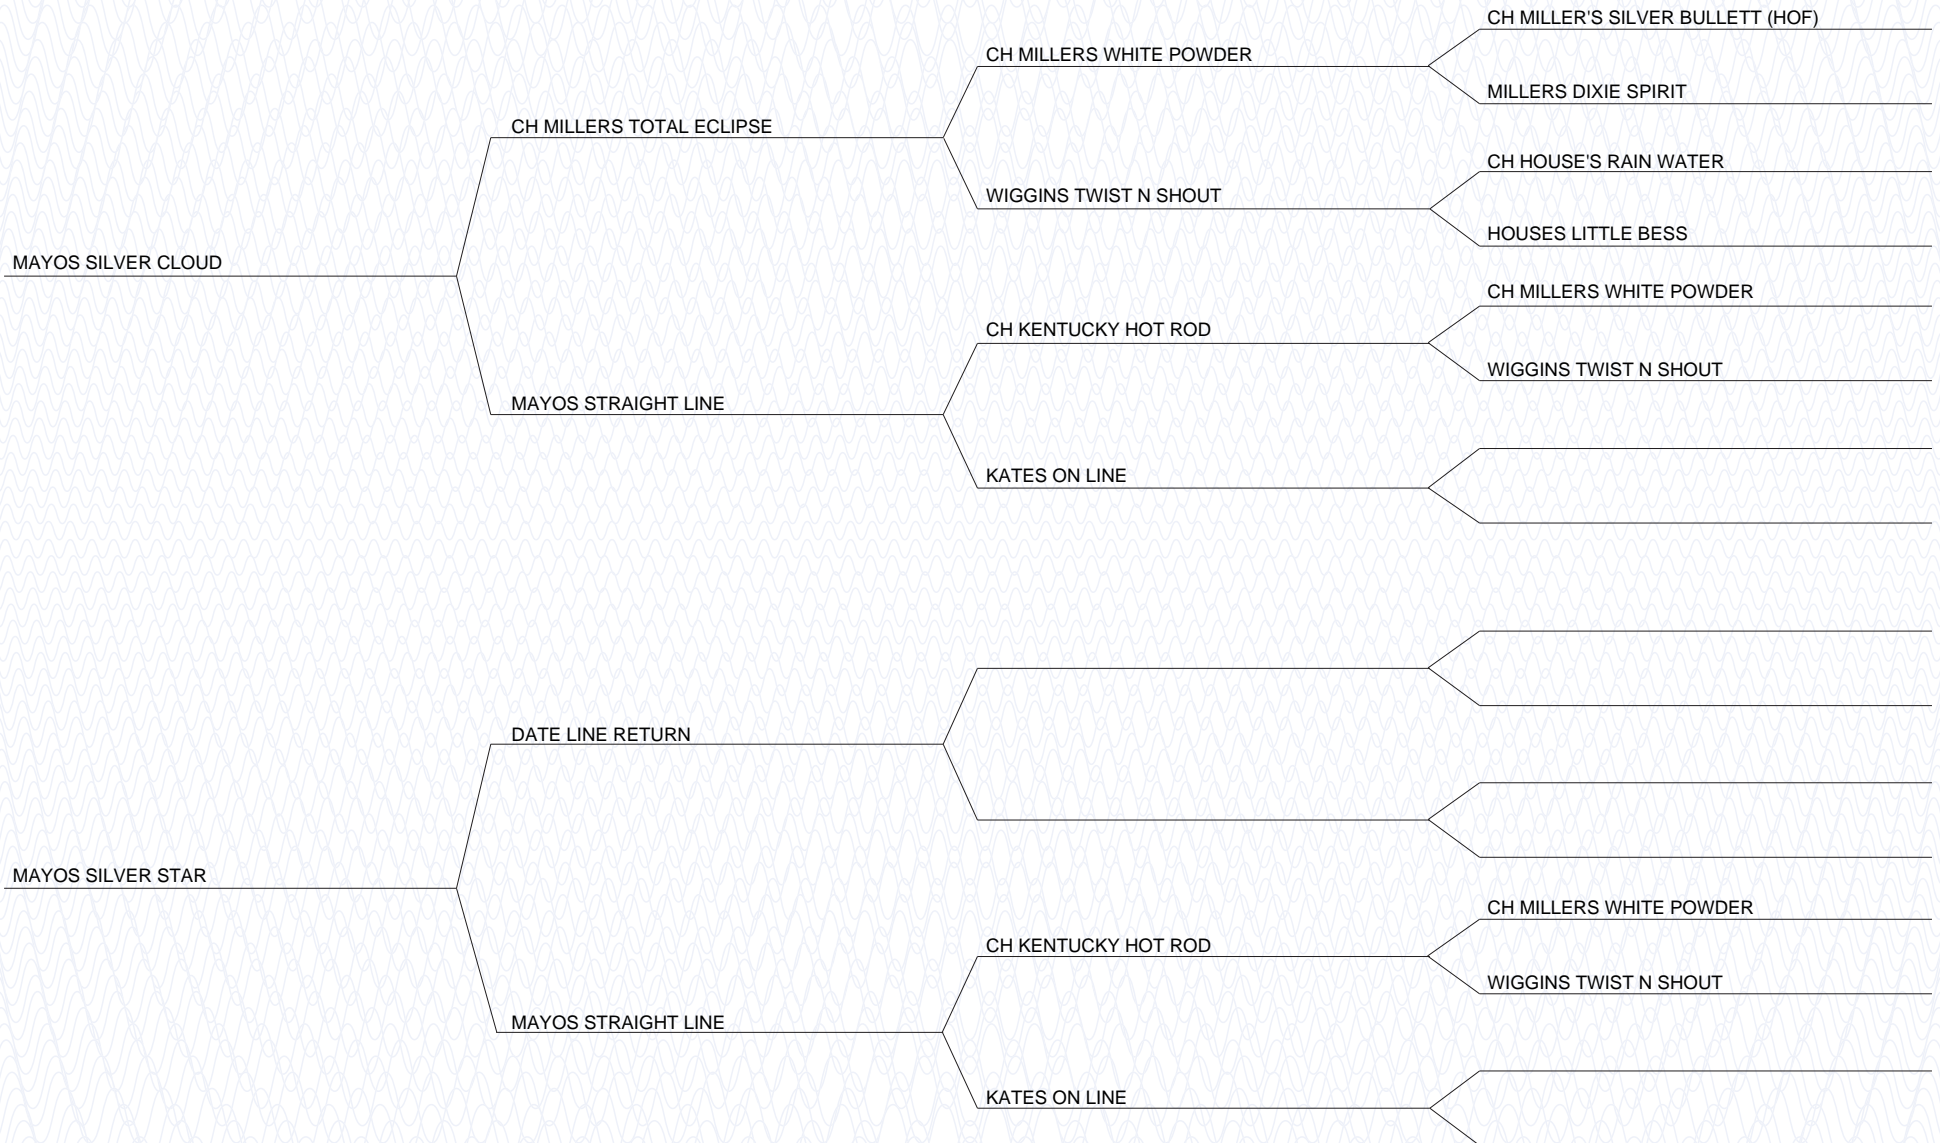 CH MILLER'S SILVER BULLETT (HOF)
CH MILLERS WHITE POWDER
MILLERS DIXIE SPIRIT
CH MILLERS TOTAL ECLIPSE
CH HOUSE'S RAIN WATER
WIGGINS TWIST N SHOUT
HOUSES LITTLE BESS
MAYOS SILVER CLOUD
CH MILLERS WHITE POWDER
CH KENTUCKY HOT ROD
WIGGINS TWIST N SHOUT
MAYOS STRAIGHT LINE
KATES ON LINE
DATE LINE RETURN
MAYOS SILVER STAR
CH MILLERS WHITE POWDER
CH KENTUCKY HOT ROD
WIGGINS TWIST N SHOUT
MAYOS STRAIGHT LINE
KATES ON LINE